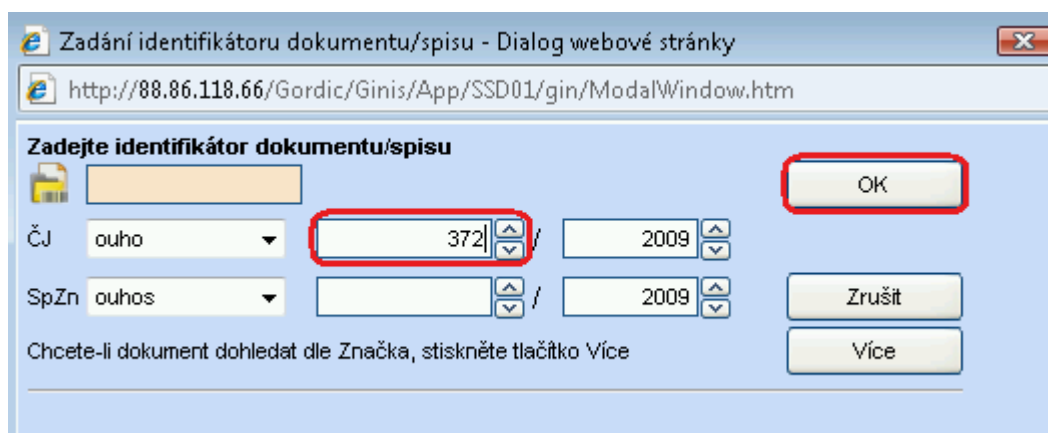 Zadání identifikátoru dokumentu/spisu - Dialog webové stránky
http://88.86.118.66/Gordic/Ginis/App/SSD01/gin/ModalWindow.htm
Zadejte identifikátor dokumentu/spisu
OK
ČJ ouho 372 / 2009
SpZn ouhos / 2009 Zrušit
Chcete-li dokument dohledat dle Značka, stiskněte tlačítko Více Více